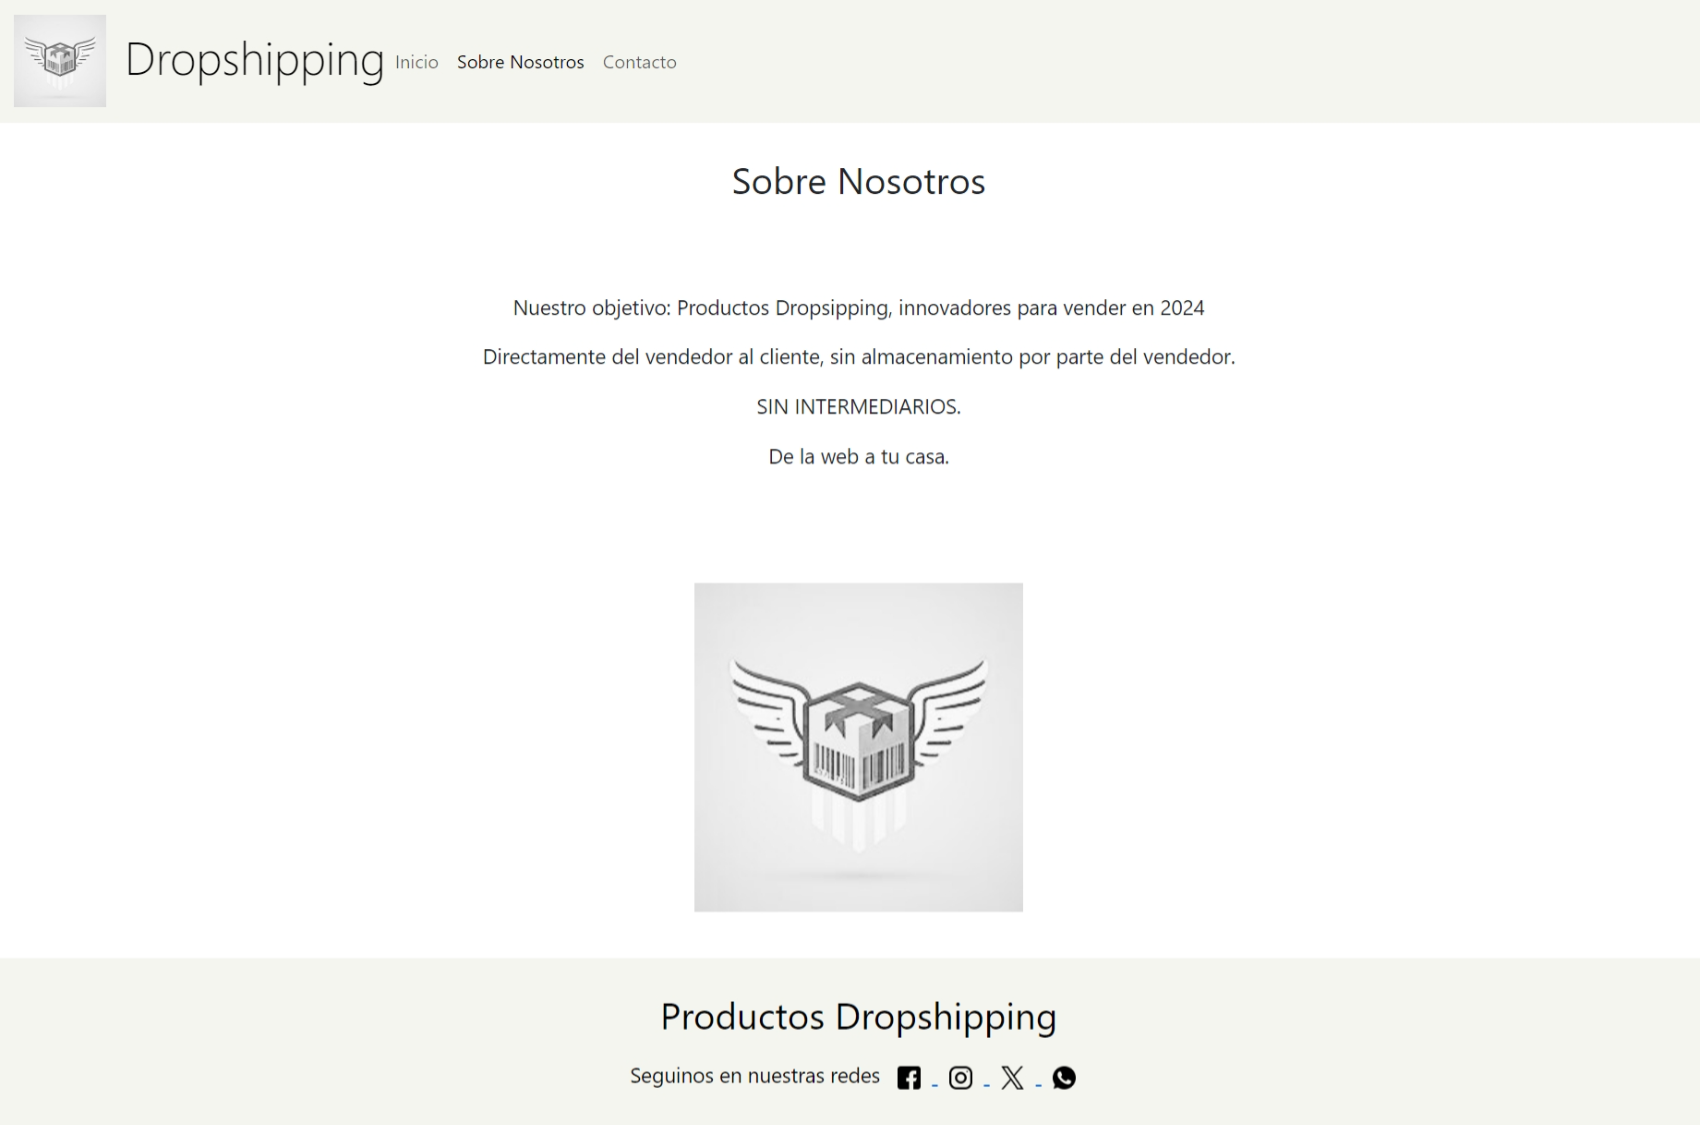 Dropshipping Inicio Sobre Nosotros Contacto
Sobre Nosotros
Nuestro objetivo: Productos Dropsipping, innovadores para vender en 2024
Directamente del vendedor al cliente, sin almacenamiento por parte del vendedor.
SIN INTERMEDIARIOS.
De la web a tu casa.
Productos Dropshipping
Seguinos en nuestras redes